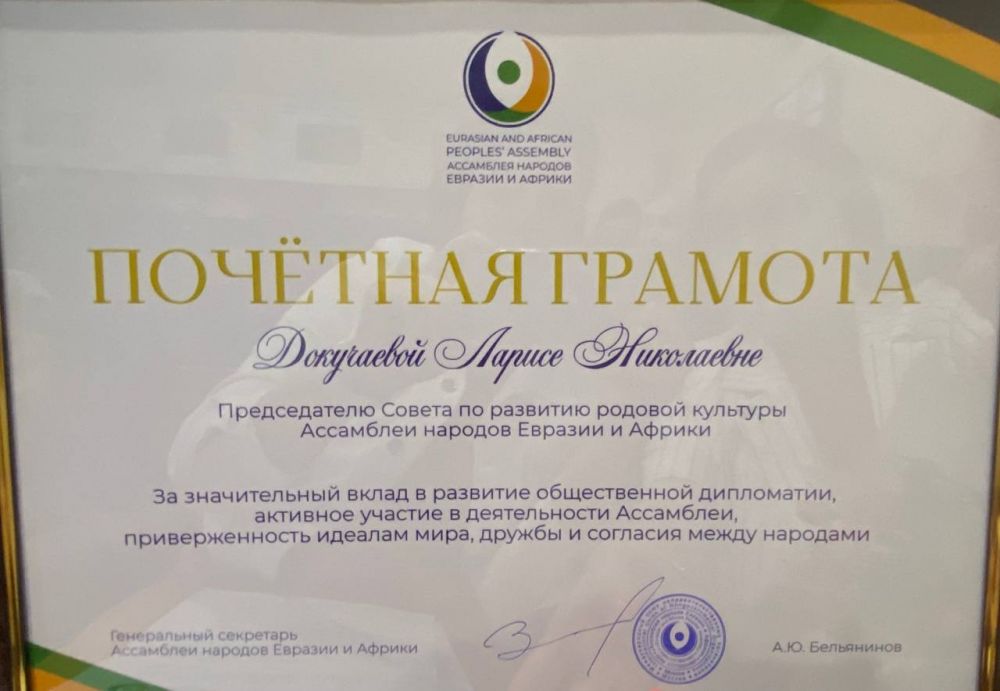 EURASIAN AND AFRICAN
PEOPLES' ASSEMBLY
АССАМБЛЕЯ НАРОДОВ
ЕВРАЗИИ И АФРИКИ
ПОЧЁТНАЯ ГРАМОТА
Докучаевой Ларисе Николаевне
Председателю Совета по развитию родовой культуры
Ассамблеи народов Евразии и Африки
За значительный вклад в развитие общественной дипломатии,
активное участие в деятельности Ассамблеи,
приверженность идеалам мира, дружбы и согласия между народами
Генеральный секретарь
Ассамблеи народов Евразии и Африки
А.Ю. Бельянинов